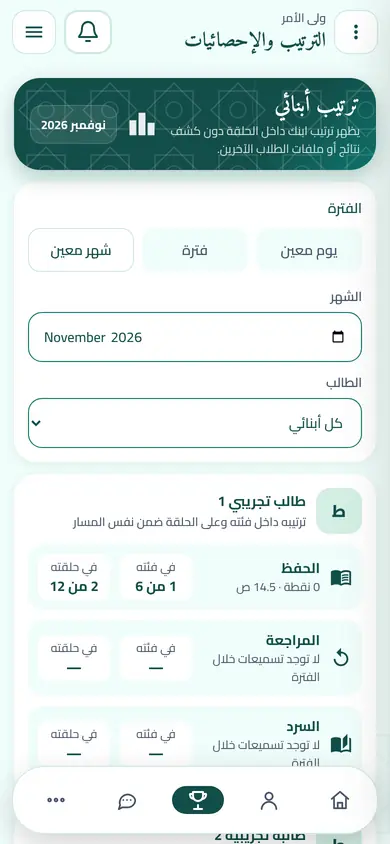 ولي الأمر
الترتيب والإحصائيات
ترتيب أبنائي
يظهر ترتيب ابنك داخل الحلقة دون كشف
نتائج أو ملفات الطلاب الآخرين.
نوفمبر 2026
الفترة
يوم معين
فترة
شهر معين
الشهر
November 2026
الطالب
كل أبنائي
ط
طالب تجريبي 1
ترتيبه داخل فئته وعلى الحلقة ضمن نفس المسار
الحفظ
0 نقطة · 14.5 ص
في فئته
1 من 6
في حلقته
2 من 12
المراجعة
لا توجد تسميعات خلال
الفترة
في فئته
—
في حلقته
—
السرد
لا توجد تسميعات خلال
الفترة
في فئته
—
في حلقته
—
طالبة تجريبية 2